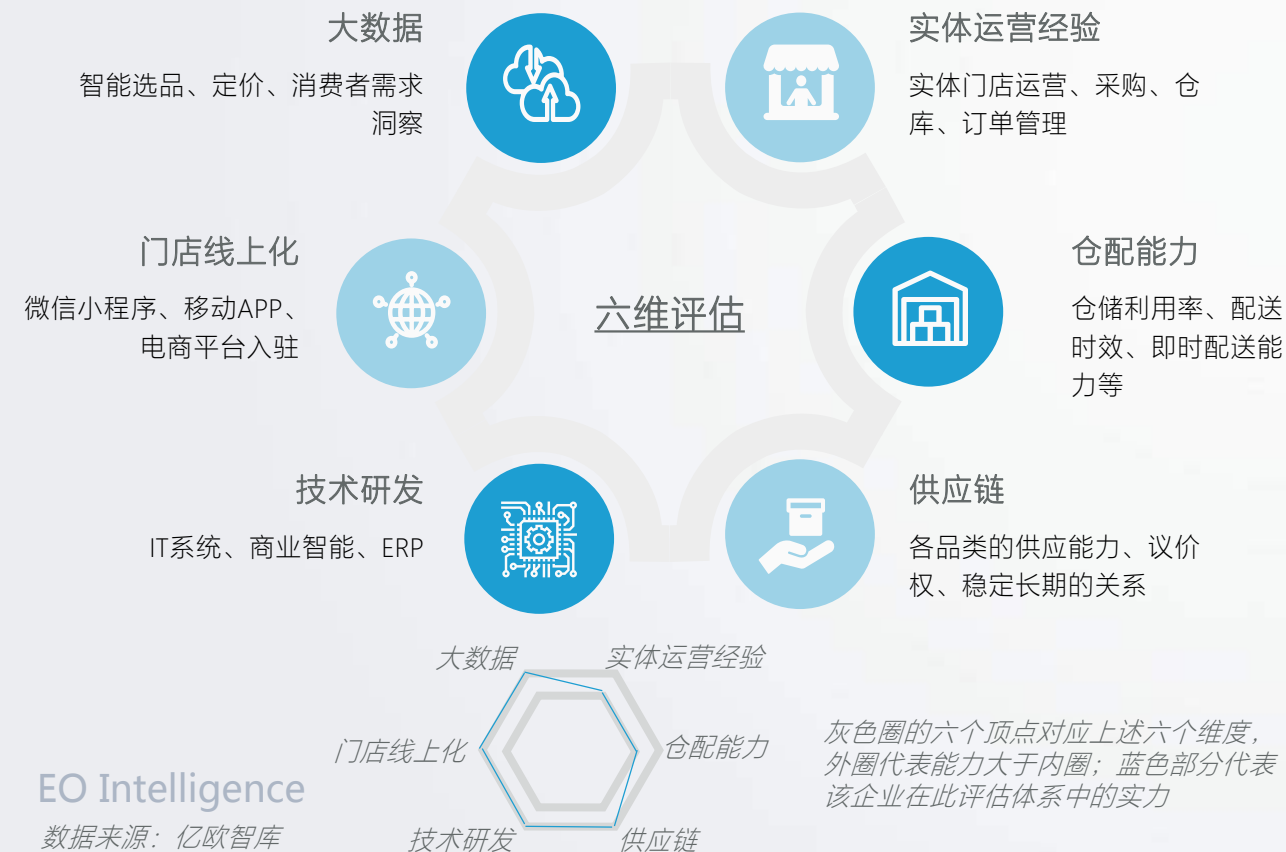 大数据
智能选品、定价、消费者需求
洞察
实体运营经验
实体门店运营、采购、仓
库、订单管理
门店线上化
微信小程序、移动APP、
电商平台入驻
六维评估
仓配能力
仓储利用率、配送
时效、即时配送能
力等
技术研发
IT系统、商业智能、ERP
供应链
各品类的供应能力、议价
权、稳定长期的关系
大数据
实体运营经验
门店线上化
仓配能力
技术研发
供应链
灰色圈的六个顶点对应上述六个维度，
外圈代表能力大于内圈；蓝色部分代表
该企业在此评估体系中的实力
EO Intelligence
数据来源：亿欧智库